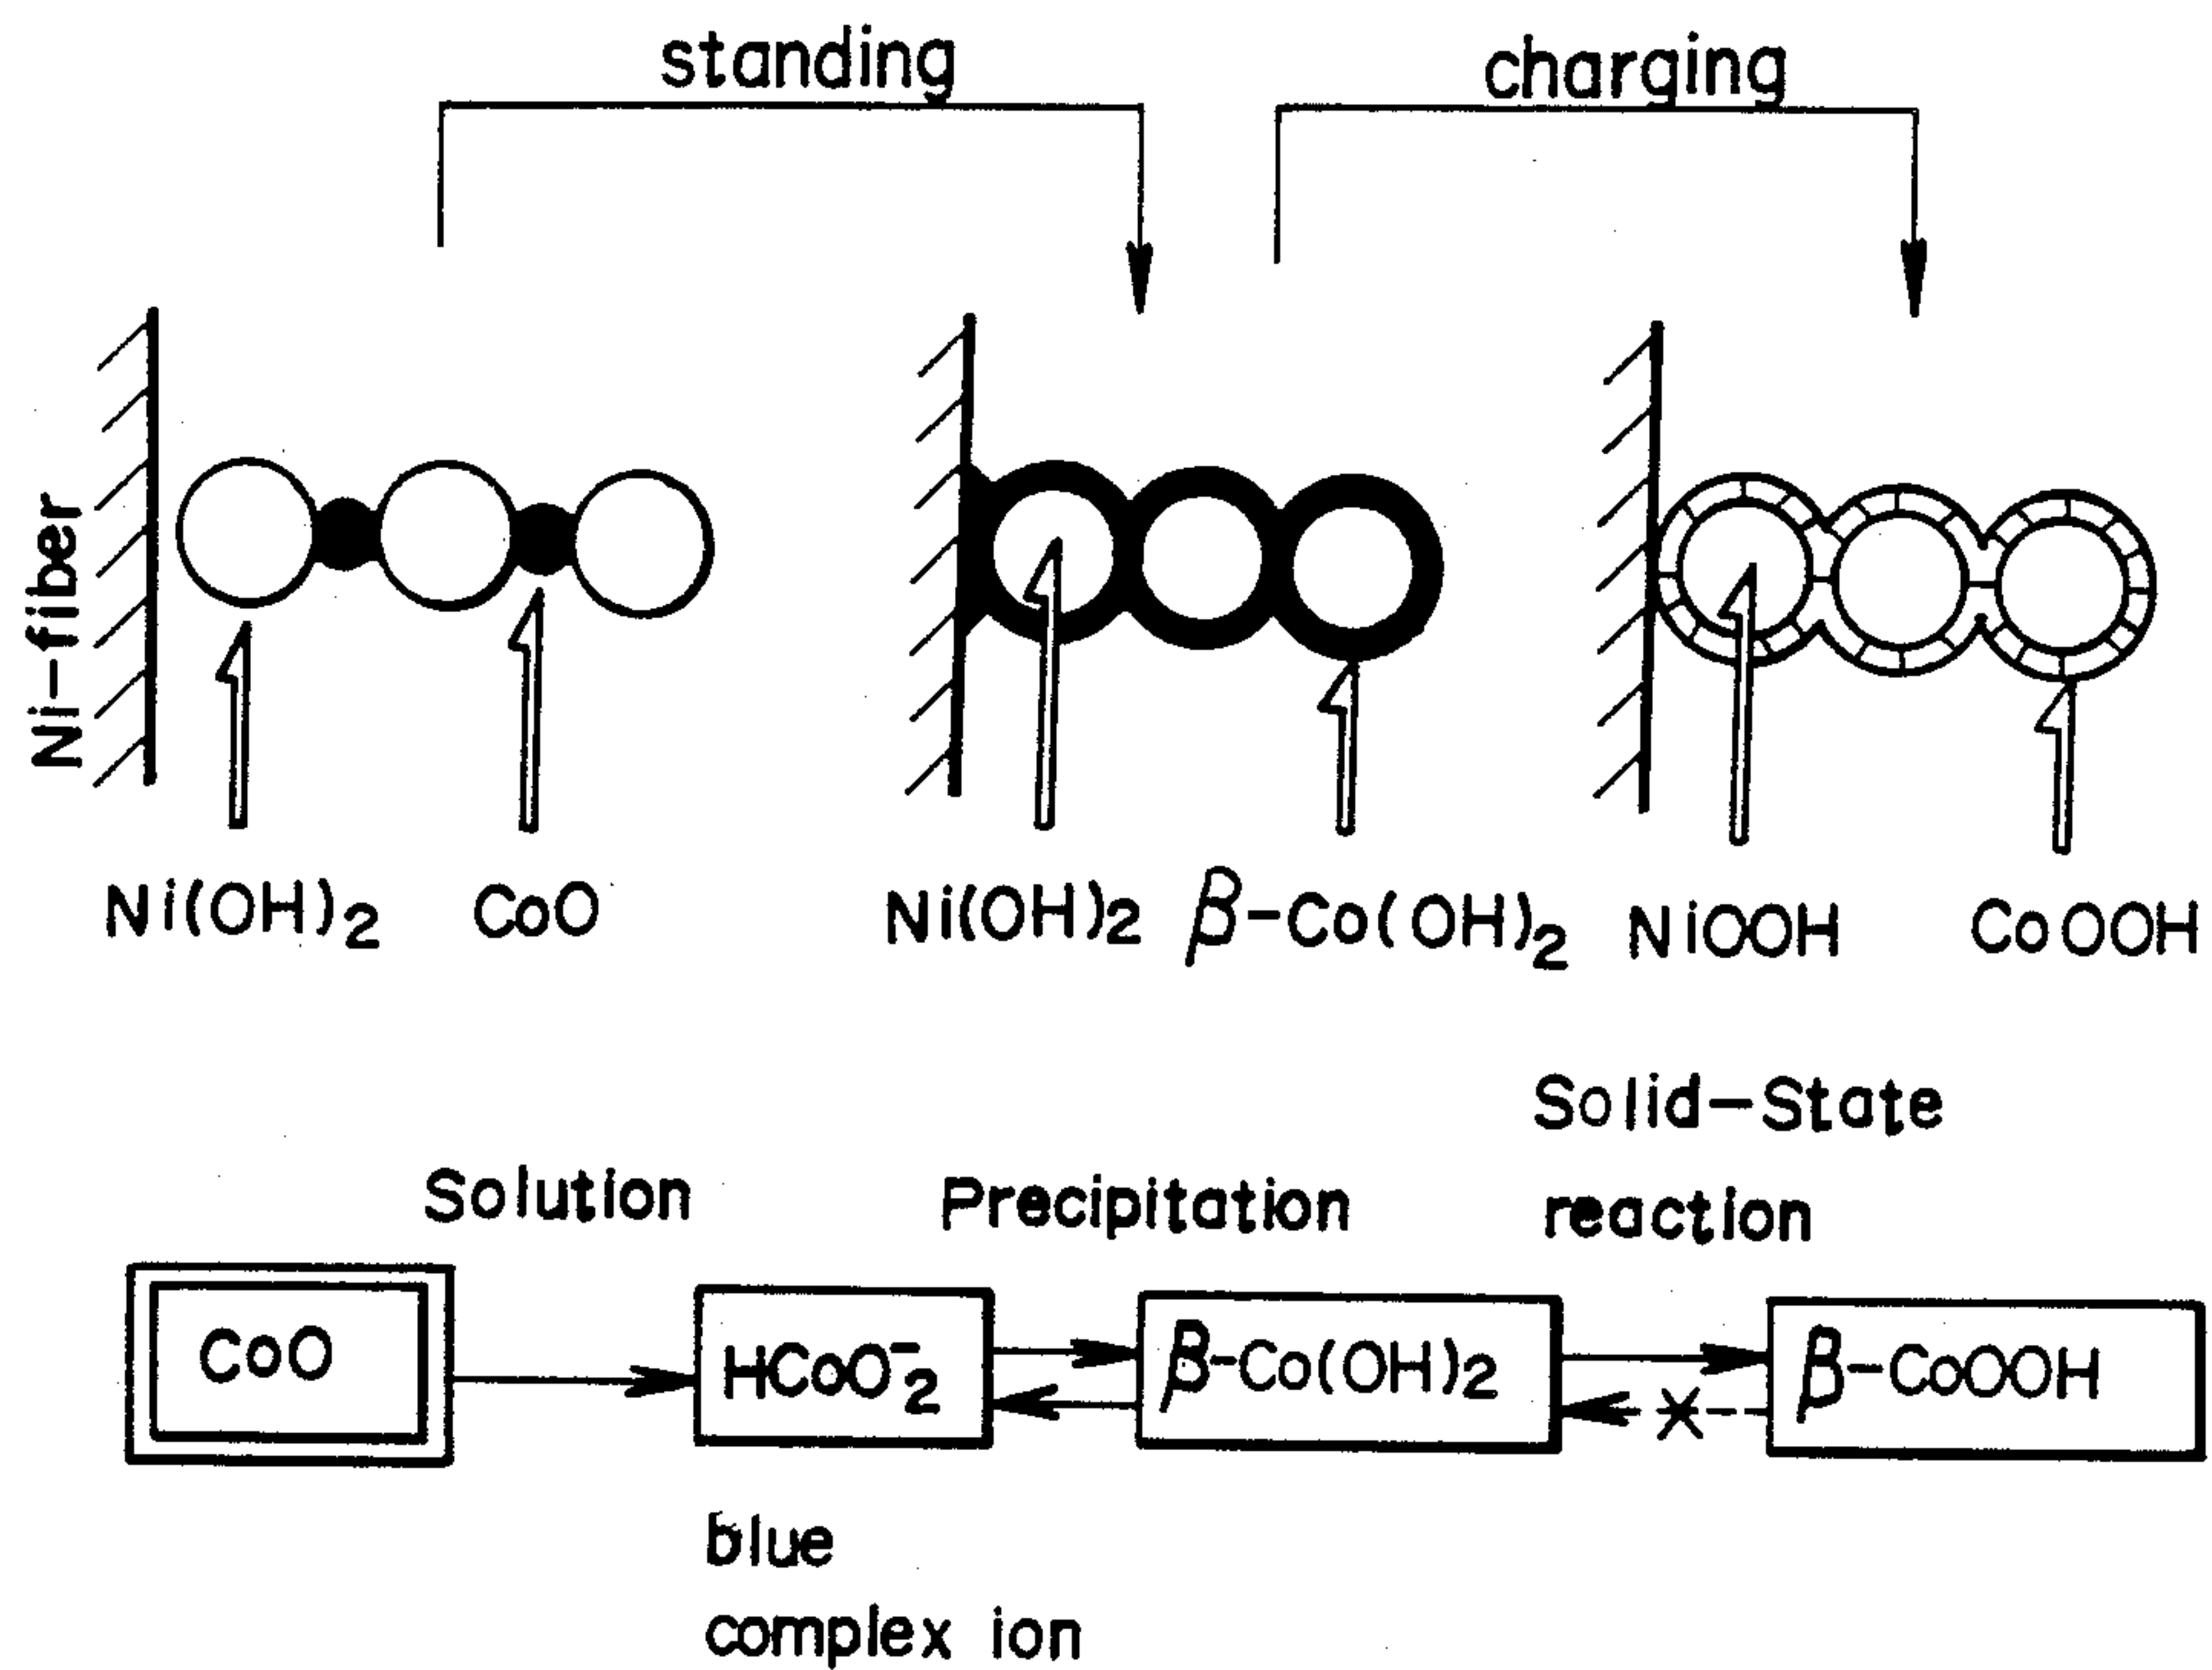 standing
charging
Ni-fiber
Ni(OH)2 CoO Ni(OH)2 β-Co(OH)2 NiOOH CoOOH
Solid-State
Solution Precipitation reaction
CoO HCoO2− β-Co(OH)2 β-CoOOH
blue
complex ion